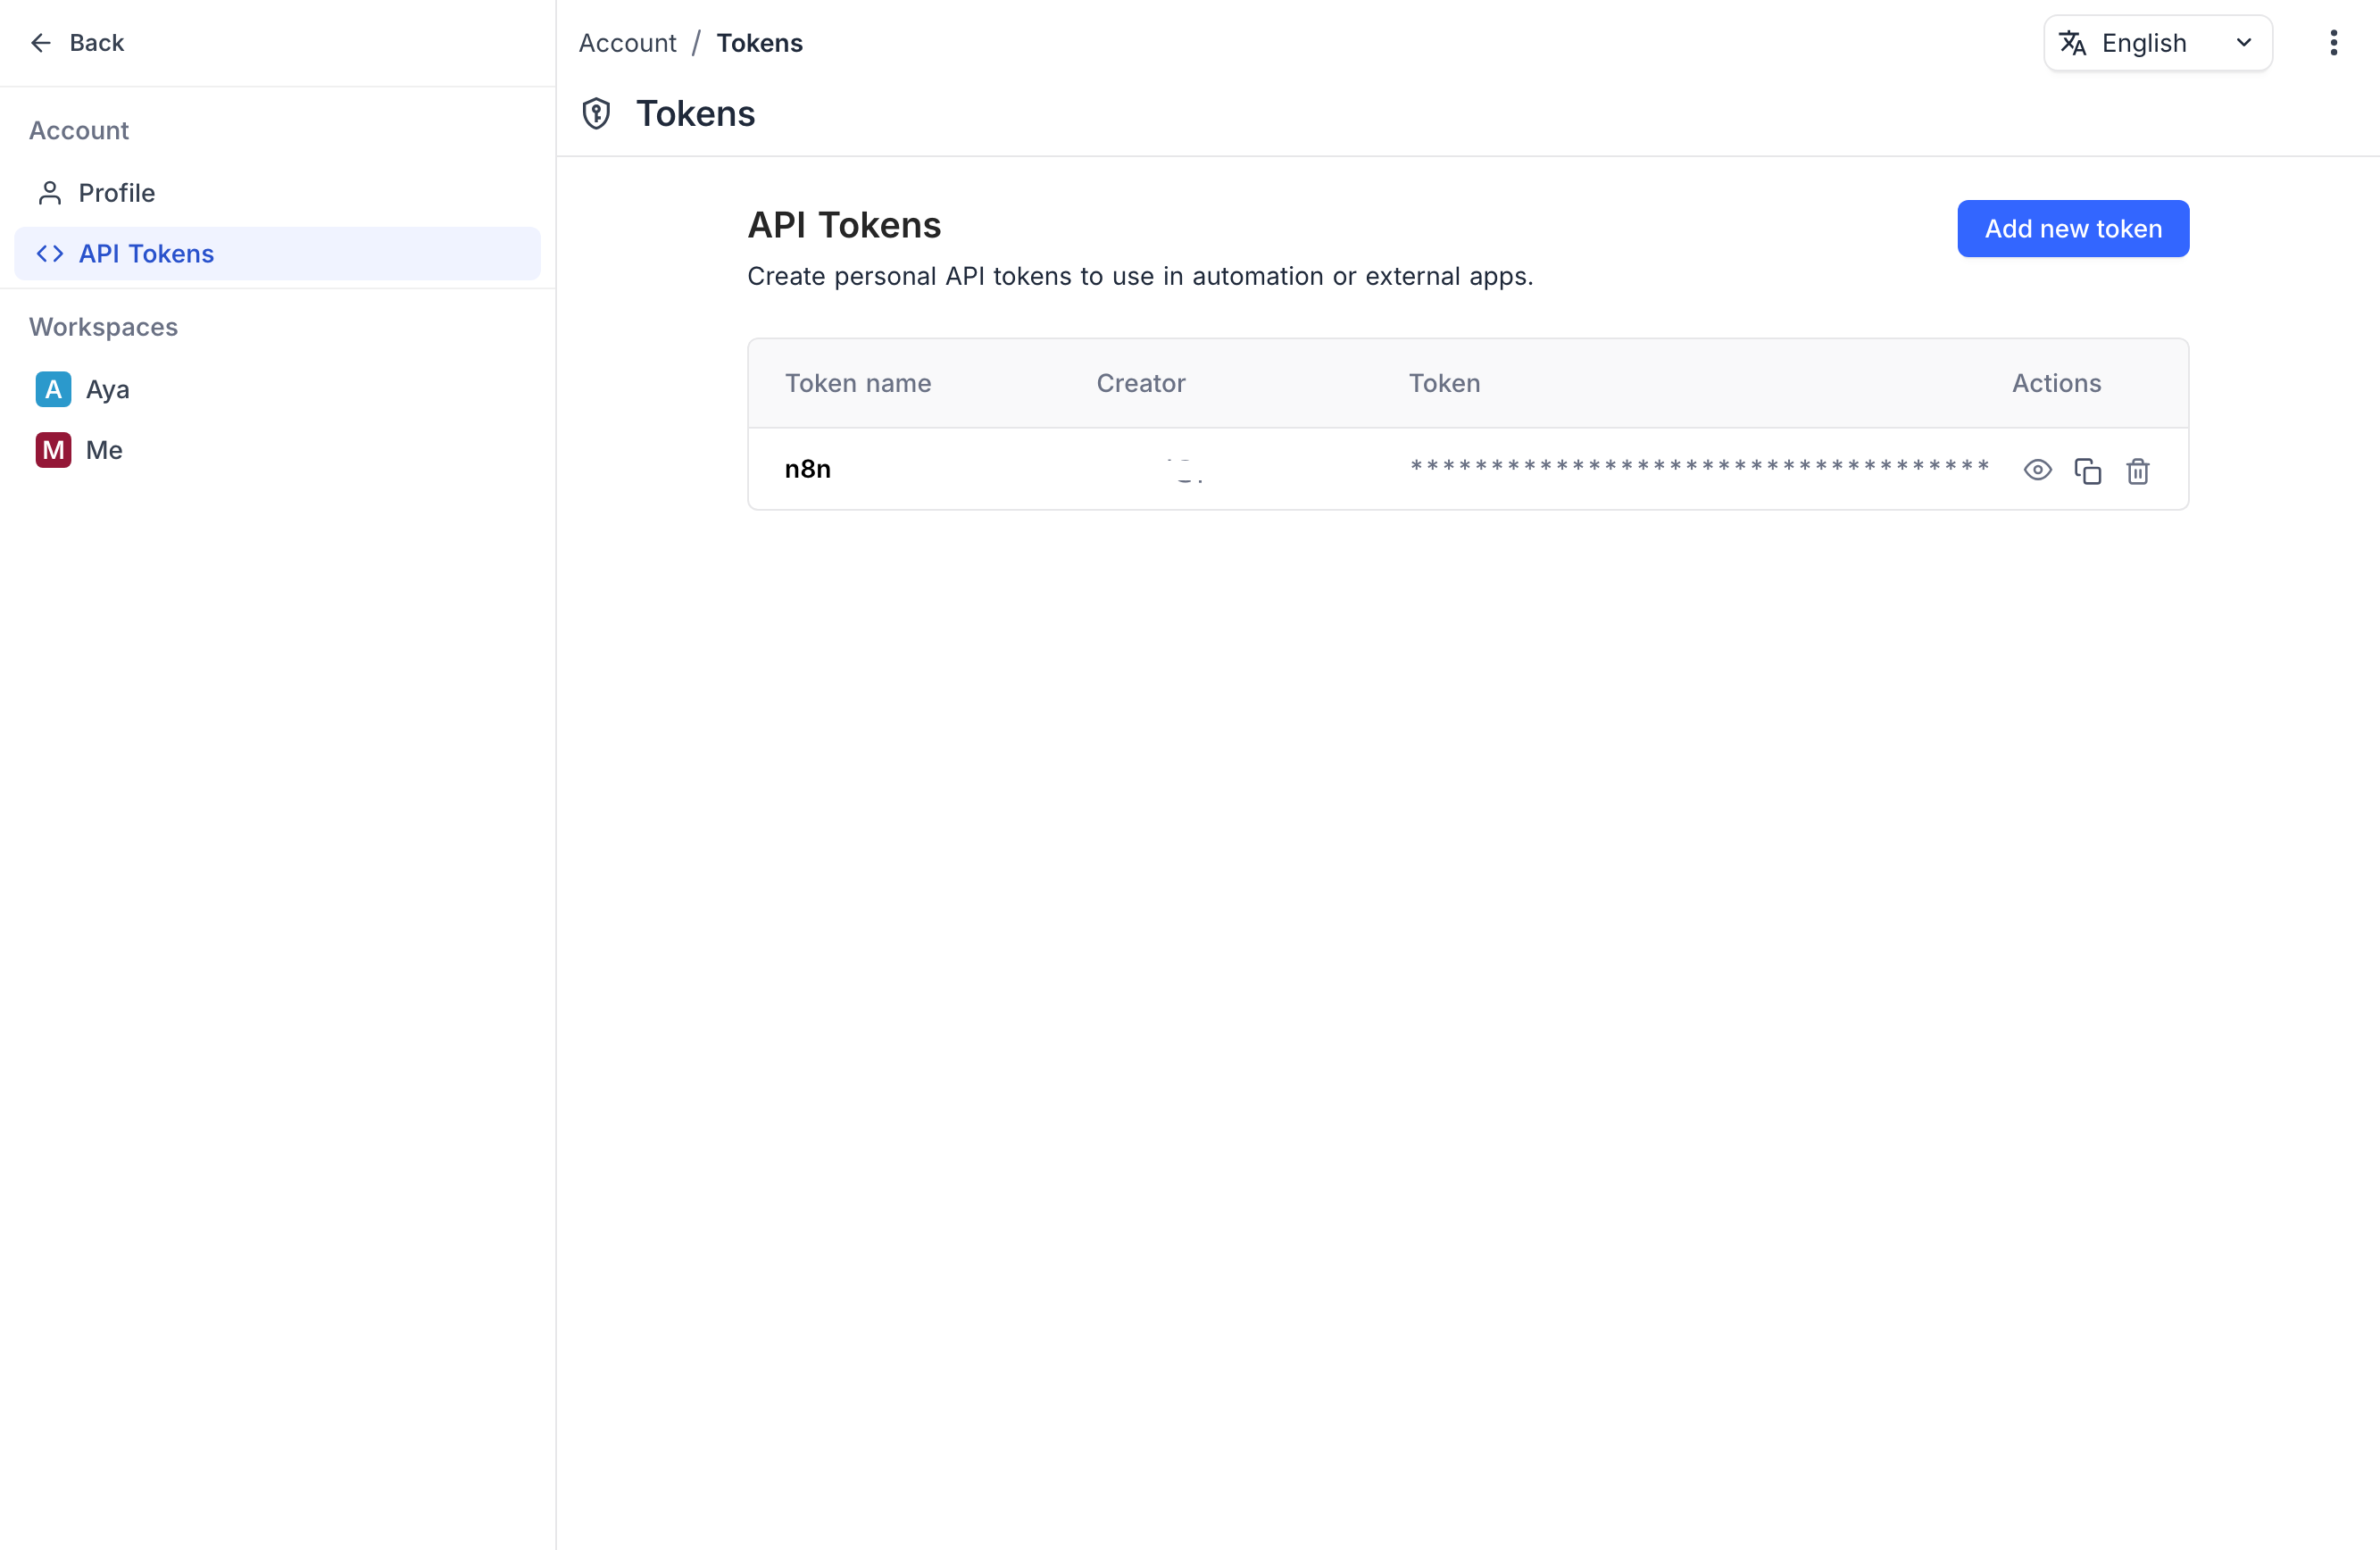 Back
Account / Tokens
English
Tokens
Account
Profile
API Tokens
Workspaces
A Aya
M Me
API Tokens
Add new token
Create personal API tokens to use in automation or external apps.
Token name Creator Token Actions
n8n ************************************